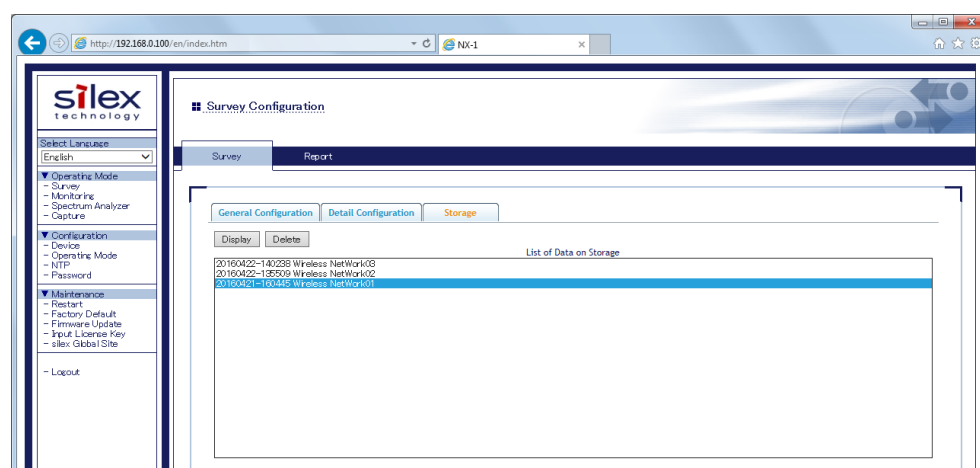 http://192.168.0.100/en/index.htm
NX-1
silex
technology
Survey Configuration
Select Language
English
Survey
Report
▼ Operating Mode
- Survey
- Monitoring
- Spectrum Analyzer
- Capture
▼ Configuration
- Device
- Operating Mode
- NTP
- Password
▼ Maintenance
- Restart
- Factory Default
- Firmware Update
- Input License Key
- silex Global Site
- Logout
General Configuration
Detail Configuration
Storage
Display
Delete
List of Data on Storage
20160422-140238 Wireless NetWork03
20160422-135509 Wireless NetWork02
20160421-160445 Wireless NetWork01